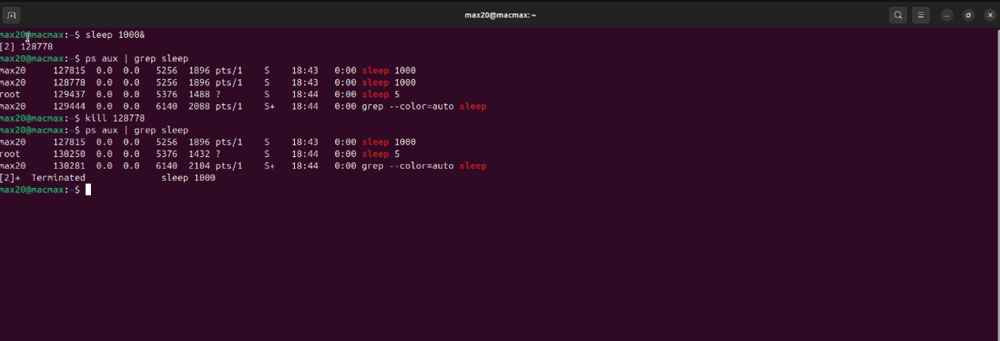 max20@macmax: ~
max20@macmax:~$ sleep 1000&
[2] 128778
max20@macmax:~$ ps aux | grep sleep
max20     127815  0.0  0.0   5256  1896 pts/1    S    18:43   0:00 sleep 1000
max20     128778  0.0  0.0   5256  1896 pts/1    S    18:43   0:00 sleep 1000
root      129437  0.0  0.0   5376  1488 ?        S    18:44   0:00 sleep 5
max20     129444  0.0  0.0   6140  2088 pts/1    S+   18:44   0:00 grep --color=auto sleep
max20@macmax:~$ kill 128778
max20@macmax:~$ ps aux | grep sleep
max20     127815  0.0  0.0   5256  1896 pts/1    S    18:43   0:00 sleep 1000
root      130250  0.0  0.0   5376  1432 ?        S    18:44   0:00 sleep 5
max20     130281  0.0  0.0   6140  2104 pts/1    S+   18:44   0:00 grep --color=auto sleep
[2]+  Terminated              sleep 1000
max20@macmax:~$